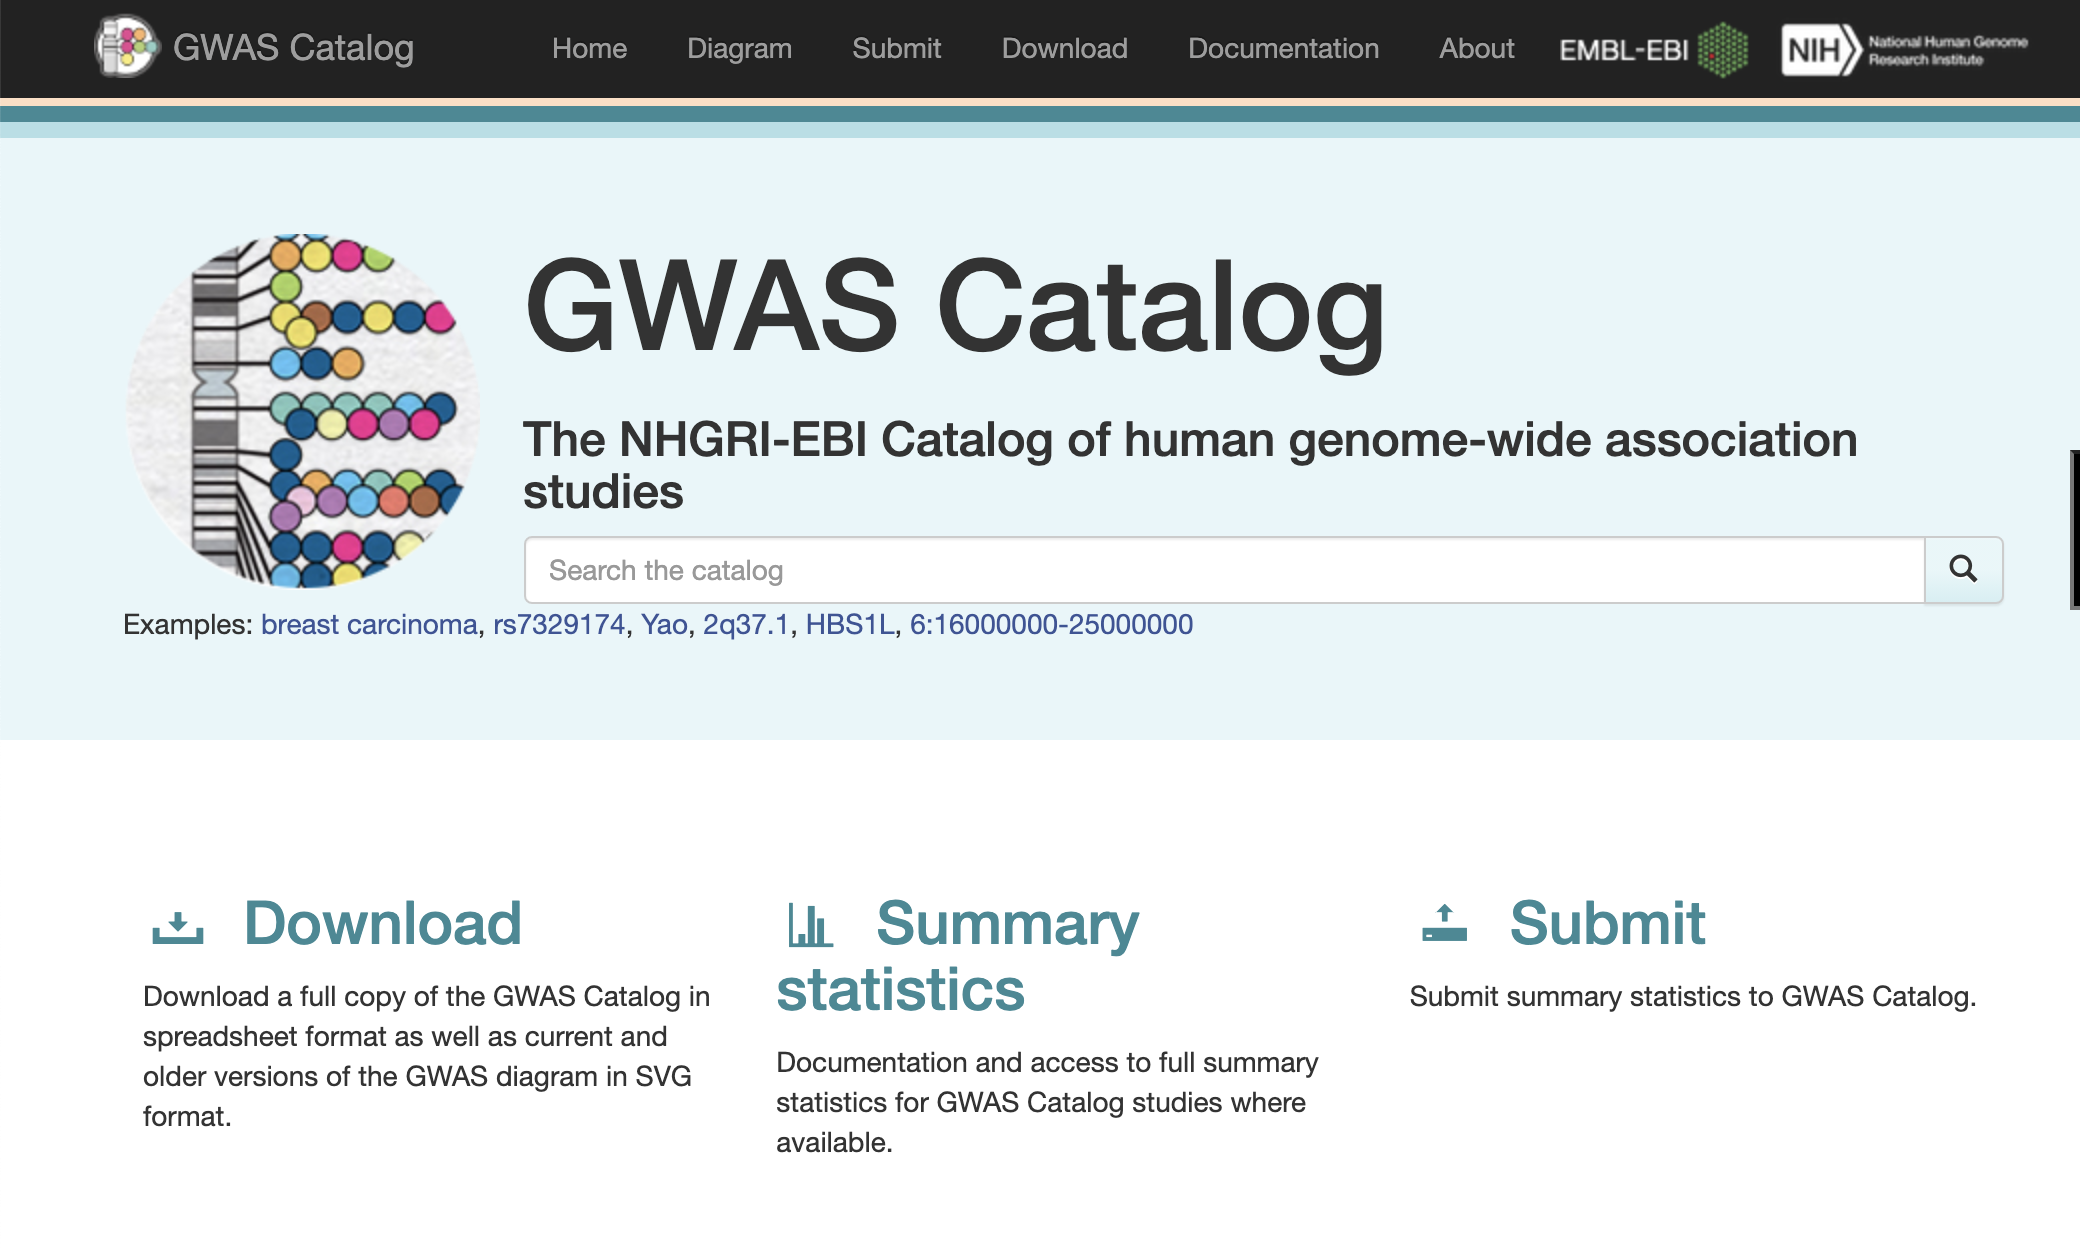 GWAS Catalog
Home Diagram Submit Download Documentation About EMBL-EBI NIH National Human Genome
Research Institute
GWAS Catalog
The NHGRI-EBI Catalog of human genome-wide association
studies
Search the catalog
Examples: breast carcinoma, rs7329174, Yao, 2q37.1, HBS1L, 6:16000000-25000000
Download
Download a full copy of the GWAS Catalog in
spreadsheet format as well as current and
older versions of the GWAS diagram in SVG
format.
Summary
statistics
Documentation and access to full summary
statistics for GWAS Catalog studies where
available.
Submit
Submit summary statistics to GWAS Catalog.